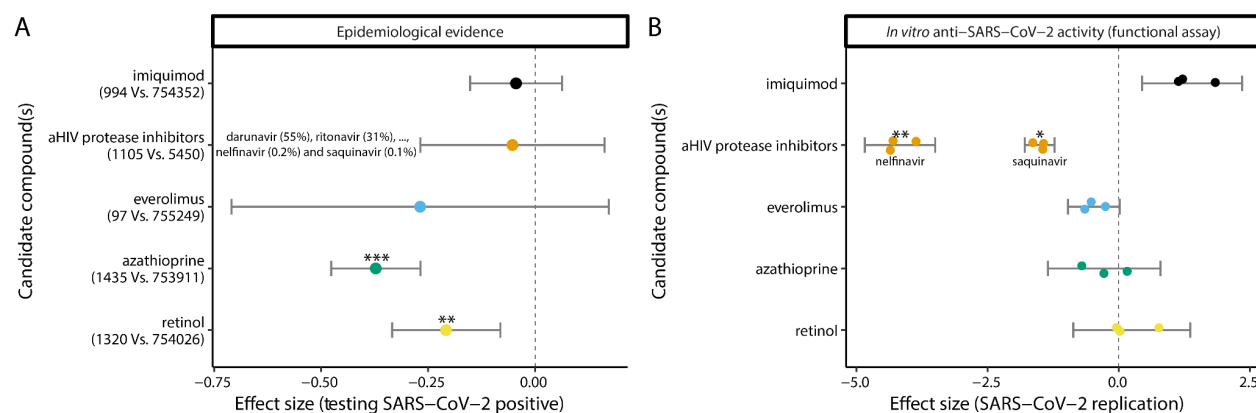 A
Epidemiological evidence
Candidate compound(s)
imiquimod
(994 Vs. 754352)
aHIV protease inhibitors
(1105 Vs. 5450)
darunavir (55%), ritonavir (31%), ...,
nelfinavir (0.2%) and saquinavir (0.1%)
everolimus
(97 Vs. 755249)
azathioprine
(1435 Vs. 753911)
***
retinol
(1320 Vs. 754026)
**
−0.75 −0.50 −0.25 0.00
Effect size (testing SARS−CoV−2 positive)
B
In vitro anti−SARS−CoV−2 activity (functional assay)
Candidate compound(s)
imiquimod
aHIV protease inhibitors
** *
nelfinavir saquinavir
everolimus
azathioprine
retinol
−5.0 −2.5 0.0 2.5
Effect size (SARS−CoV−2 replication)